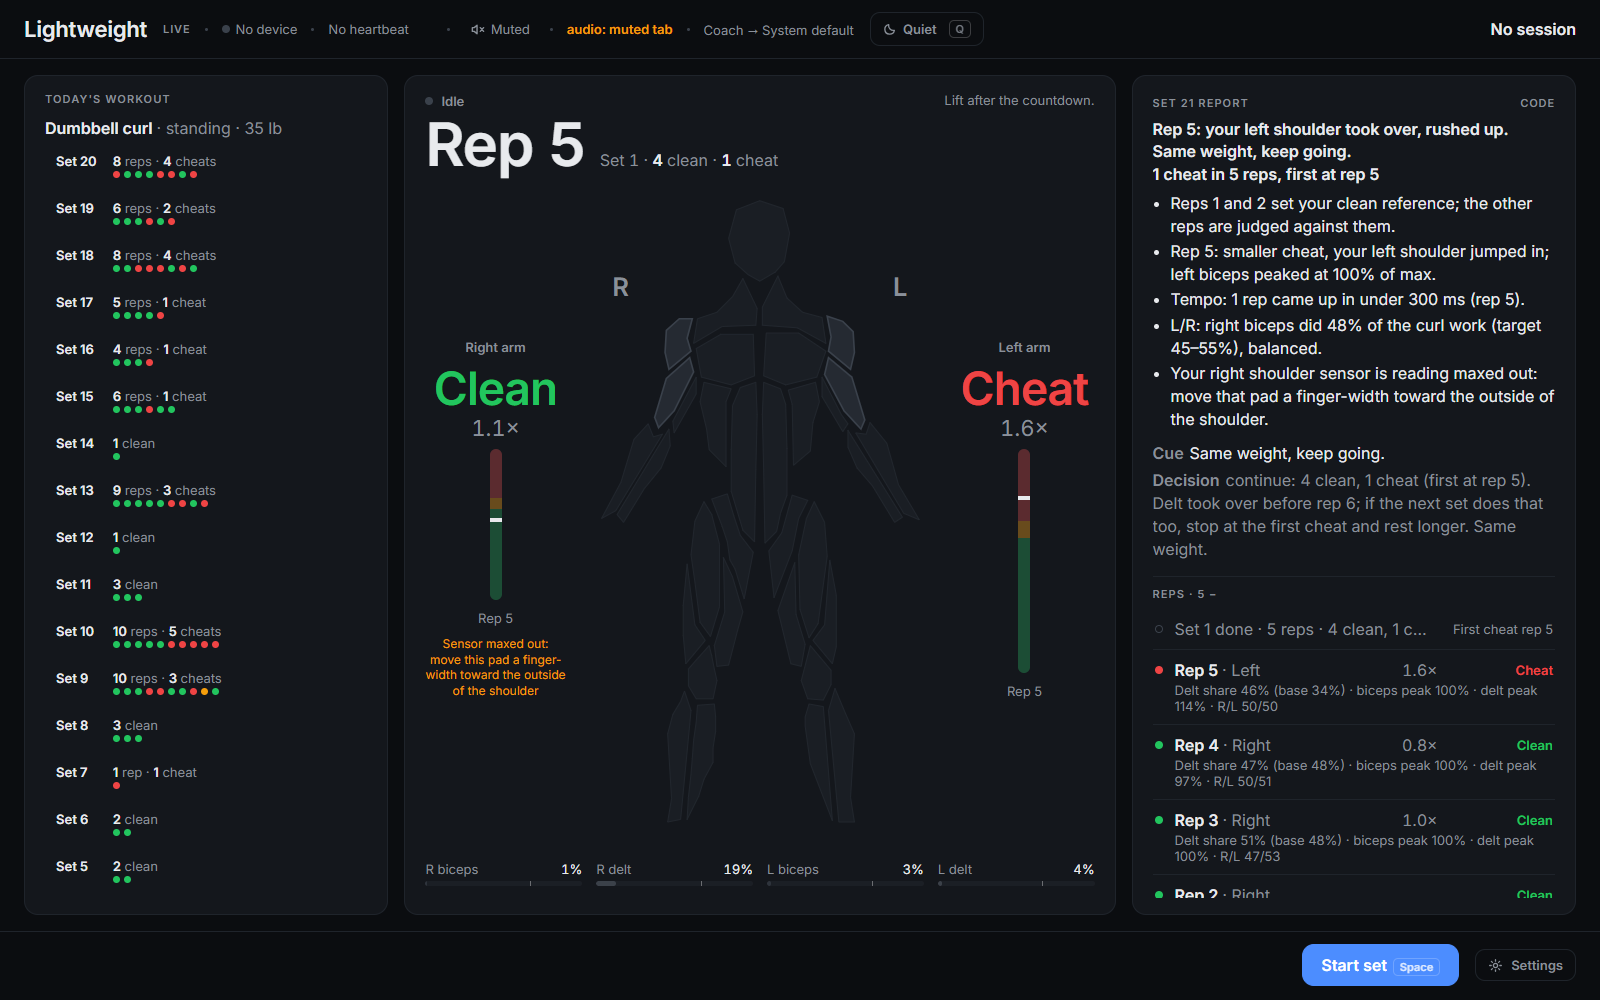 Lightweight LIVE · No device · No heartbeat · Muted · audio: muted tab · Coach → System default Quiet Q No session
TODAY'S WORKOUT
Dumbbell curl · standing · 35 lb
Set 20 8 reps · 4 cheats
Set 19 6 reps · 2 cheats
Set 18 8 reps · 4 cheats
Set 17 5 reps · 1 cheat
Set 16 4 reps · 1 cheat
Set 15 6 reps · 1 cheat
Set 14 1 clean
Set 13 9 reps · 3 cheats
Set 12 1 clean
Set 11 3 clean
Set 10 10 reps · 5 cheats
Set 9 10 reps · 3 cheats
Set 8 3 clean
Set 7 1 rep · 1 cheat
Set 6 2 clean
Set 5 2 clean
Idle Lift after the countdown.
Rep 5 Set 1 · 4 clean · 1 cheat
R L
Right arm
Clean
1.1×
Rep 5
Sensor maxed out:
move this pad a finger-
width toward the outside
of the shoulder
Left arm
Cheat
1.6×
Rep 5
R biceps 1% R delt 19% L biceps 3% L delt 4%
SET 21 REPORT CODE
Rep 5: your left shoulder took over, rushed up.
Same weight, keep going.
1 cheat in 5 reps, first at rep 5
• Reps 1 and 2 set your clean reference; the other
reps are judged against them.
• Rep 5: smaller cheat, your left shoulder jumped in;
left biceps peaked at 100% of max.
• Tempo: 1 rep came up in under 300 ms (rep 5).
• L/R: right biceps did 48% of the curl work (target
45–55%), balanced.
• Your right shoulder sensor is reading maxed out:
move that pad a finger-width toward the outside of
the shoulder.
Cue Same weight, keep going.
Decision continue: 4 clean, 1 cheat (first at rep 5).
Delt took over before rep 6; if the next set does that
too, stop at the first cheat and rest longer. Same
weight.
REPS · 5 –
Set 1 done · 5 reps · 4 clean, 1 c... First cheat rep 5
Rep 5 · Left 1.6× Cheat
Delt share 46% (base 34%) · biceps peak 100% · delt peak
114% · R/L 50/50
Rep 4 · Right 0.8× Clean
Delt share 47% (base 48%) · biceps peak 100% · delt peak
97% · R/L 50/51
Rep 3 · Right 1.0× Clean
Delt share 51% (base 48%) · biceps peak 100% · delt peak
100% · R/L 47/53
Rep 2 · Right Clean
Start set Space Settings